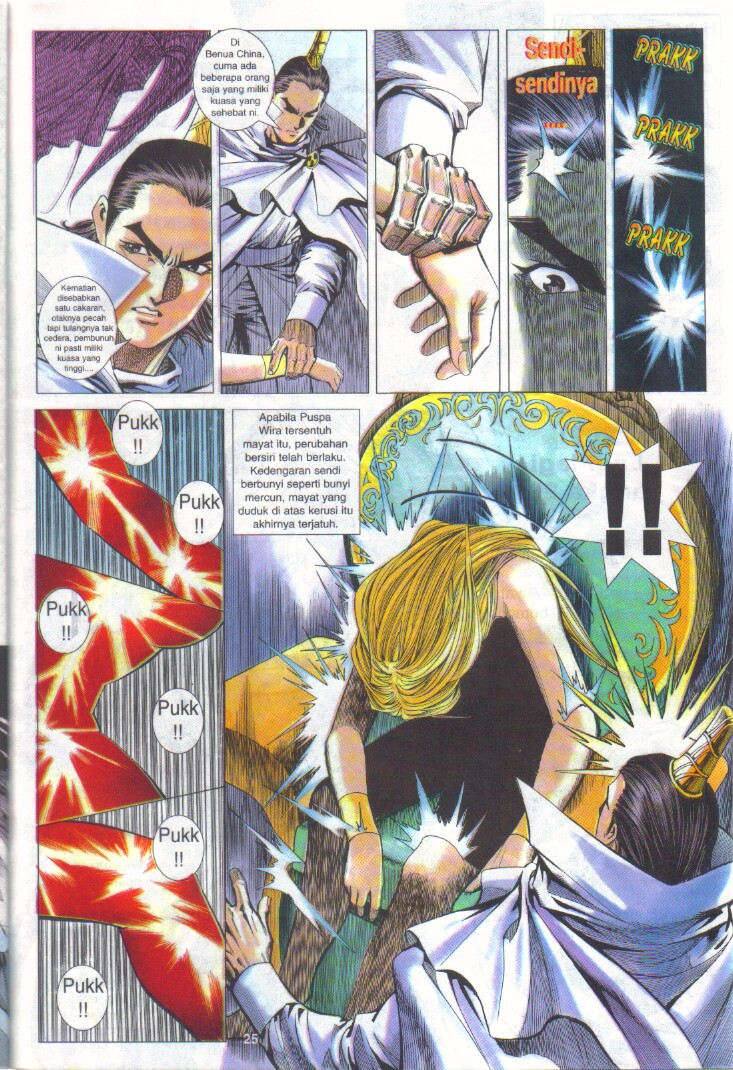 Kematian
disebabkan
satu cakaran,
otaknya pecah
tapi tulangnya tak
cedera, pembunuh
ni pasti miliki
kuasa yang
tinggi....
Di
Benua China,
cuma ada
beberapa orang
saja yang miliki
kuasa yang
sehebat ni.
Sendi-
sendinya
....
PRAKK
PRAKK
PRAKK
Pukk
!!
Pukk
!!
Pukk
!!
Pukk
!!
Pukk
!!
Pukk
!!
Apabila Puspa
Wira tersentuh
mayat itu, perubahan
bersiri telah berlaku.
Kedengaran sendi
berbunyi seperti bunyi
mercun, mayat yang
duduk di atas kerusi itu
akhirnya terjatuh.
!!
25